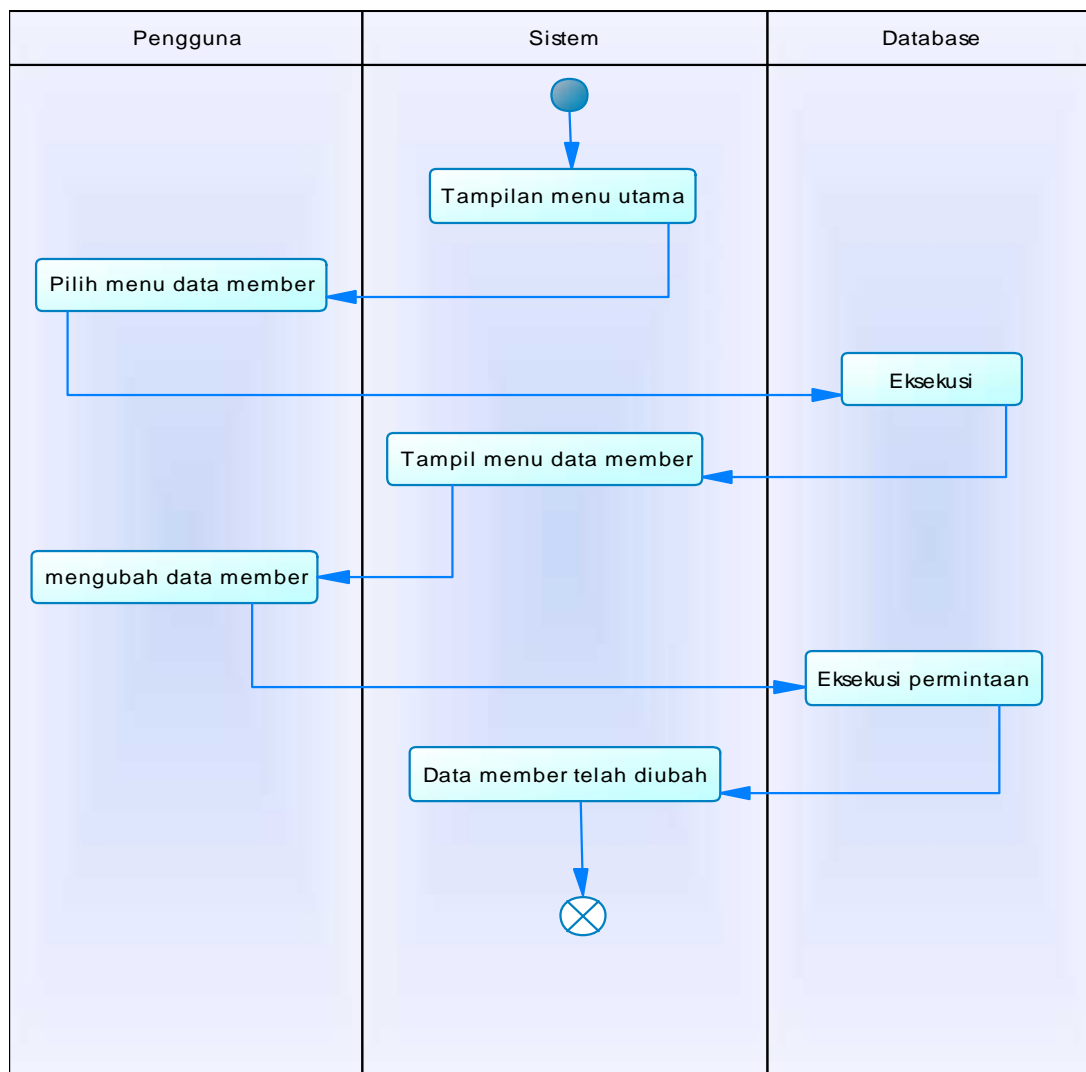 Pengguna
Sistem
Database
Tampilan menu utama
Pilih menu data member
Eksekusi
Tampil menu data member
mengubah data member
Eksekusi permintaan
Data member telah diubah